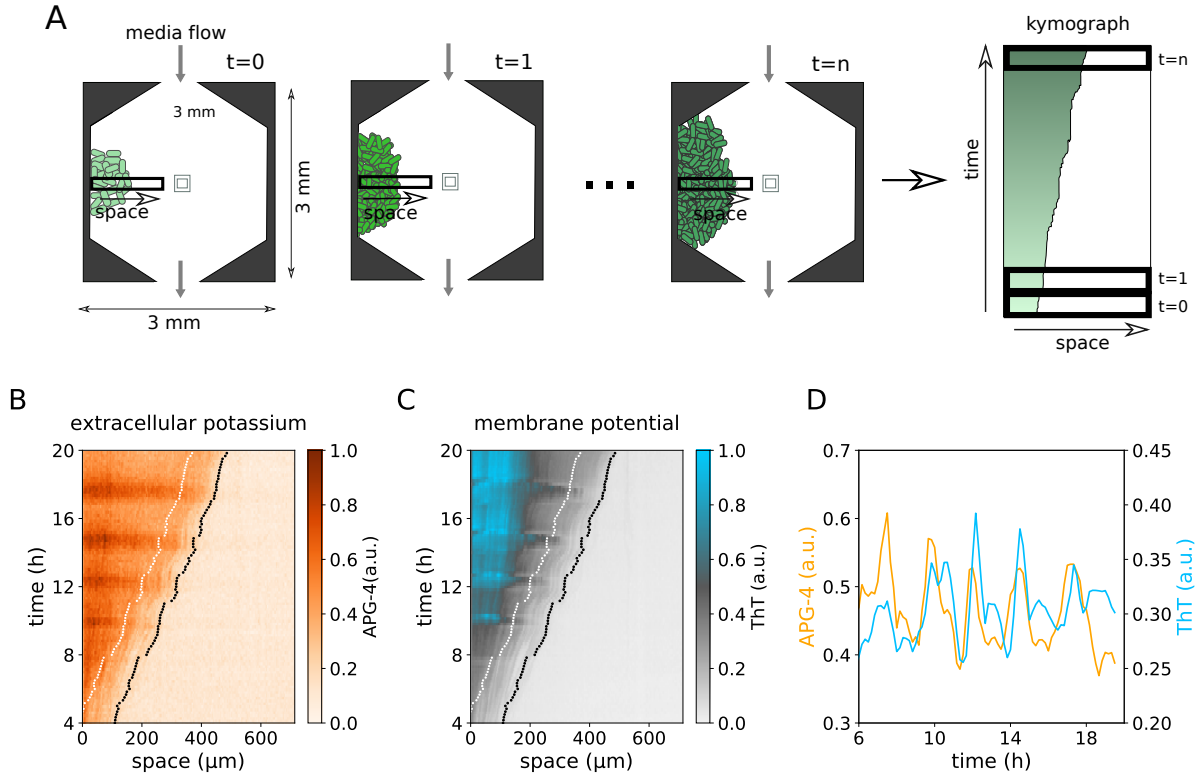 A
media flow
t=0
3 mm
space
3 mm
3 mm
t=1
space
t=n
space
kymograph
t=n
time
t=1
t=0
space
B
extracellular potassium
20
16
12
8
4
time (h)
0
200
400
600
space (μm)
1.0
0.8
0.6
0.4
0.2
0.0
APG-4(a.u.)
C
membrane potential
20
16
12
8
4
time (h)
0
200
400
600
space (μm)
1.0
0.8
0.6
0.4
0.2
0.0
ThT (a.u.)
D
0.7
0.6
0.5
0.4
0.3
APG-4 (a.u.)
6
10
14
18
time (h)
0.45
0.40
0.35
0.30
0.25
0.20
ThT (a.u.)